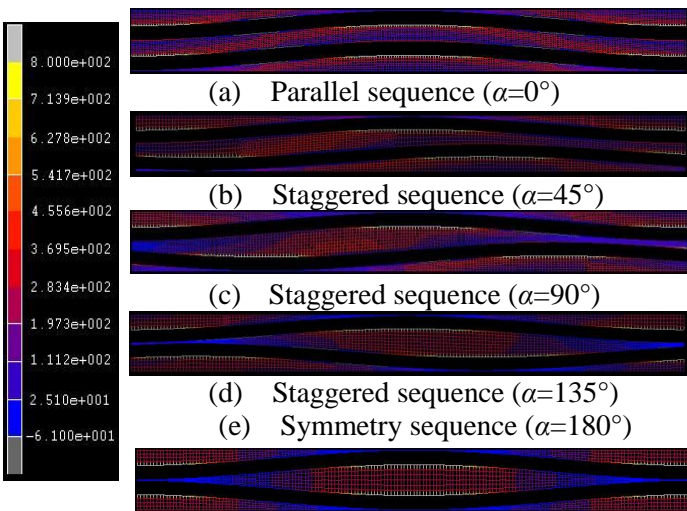 8.000e+002
7.139e+002
6.278e+002
5.417e+002
4.556e+002
3.695e+002
2.834e+002
1.973e+002
1.112e+002
2.510e+001
-6.100e+001
(a) Parallel sequence (α=0°)
(b) Staggered sequence (α=45°)
(c) Staggered sequence (α=90°)
(d) Staggered sequence (α=135°)
(e) Symmetry sequence (α=180°)